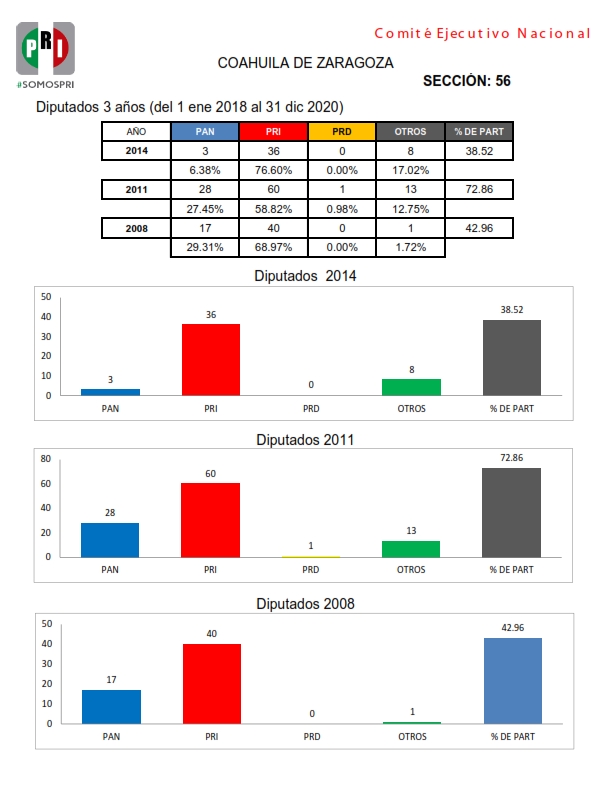 Comité Ejecutivo Nacional
PRI
#SOMOSPRI
COAHUILA DE ZARAGOZA
SECCIÓN: 56
Diputados 3 años (del 1 ene 2018 al 31 dic 2020)
AÑO PAN PRI PRD OTROS % DE PART
2014 3 36 0 8 38.52
6.38% 76.60% 0.00% 17.02%
2011 28 60 1 13 72.86
27.45% 58.82% 0.98% 12.75%
2008 17 40 0 1 42.96
29.31% 68.97% 0.00% 1.72%
Diputados 2014
50
40
30
20
10
0
3
36
0
8
38.52
PAN PRI PRD OTROS % DE PART
Diputados 2011
80
60
40
20
0
28
60
1
13
72.86
PAN PRI PRD OTROS % DE PART
Diputados 2008
50
40
30
20
10
0
17
40
0
1
42.96
PAN PRI PRD OTROS % DE PART